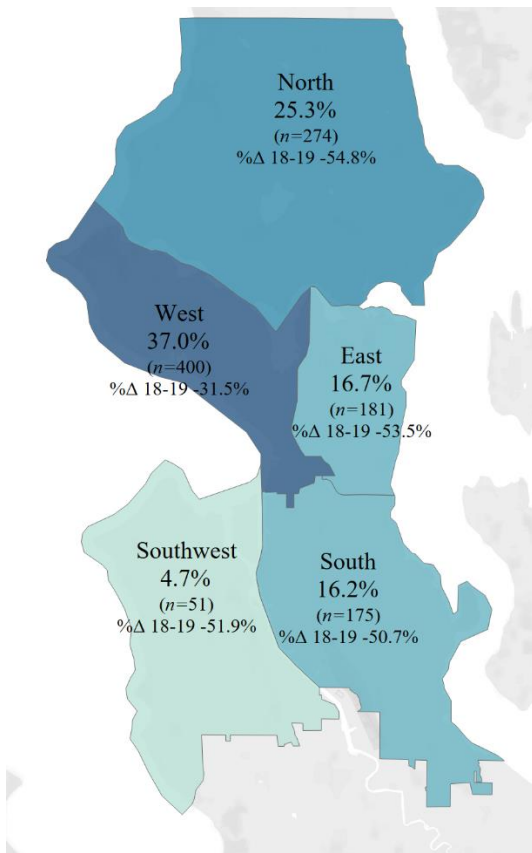 North
25.3%
(n=274)
%Δ 18-19 -54.8%
West
37.0%
(n=400)
%Δ 18-19 -31.5%
East
16.7%
(n=181)
%Δ 18-19 -53.5%
Southwest
4.7%
(n=51)
%Δ 18-19 -51.9%
South
16.2%
(n=175)
%Δ 18-19 -50.7%